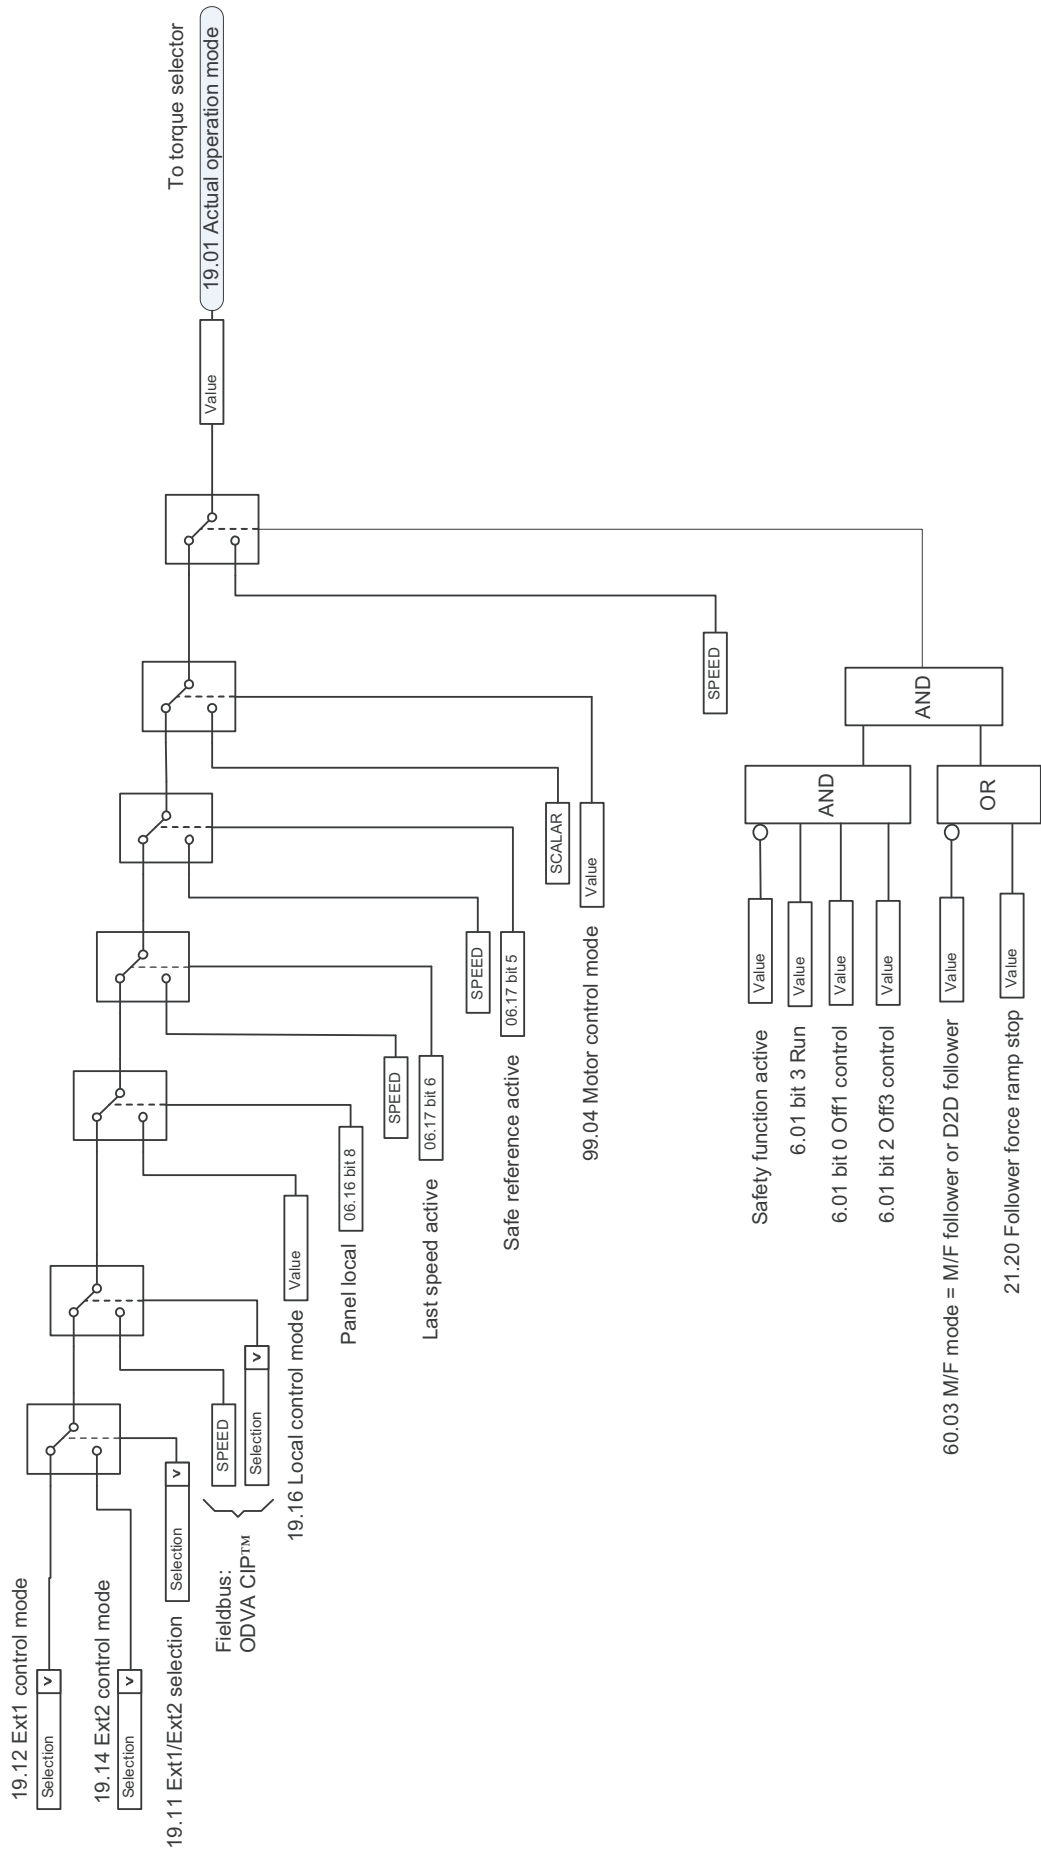 19.12 Ext1 control mode
Selection
v
19.14 Ext2 control mode
Selection
v
19.11 Ext1/Ext2 selection
Selection
v
Fieldbus:
ODVA CIP™
SPEED
Selection
v
19.16 Local control mode
Value
Panel local
06.16 bit 8
SPEED
Last speed active
06.17 bit 6
SPEED
Safe reference active
06.17 bit 5
SCALAR
99.04 Motor control mode
Value
SPEED
Safety function active
Value
6.01 bit 3 Run
Value
6.01 bit 0 Off1 control
Value
6.01 bit 2 Off3 control
Value
AND
60.03 M/F mode = M/F follower or D2D follower
Value
21.20 Follower force ramp stop
Value
OR
AND
Value
To torque selector
19.01 Actual operation mode